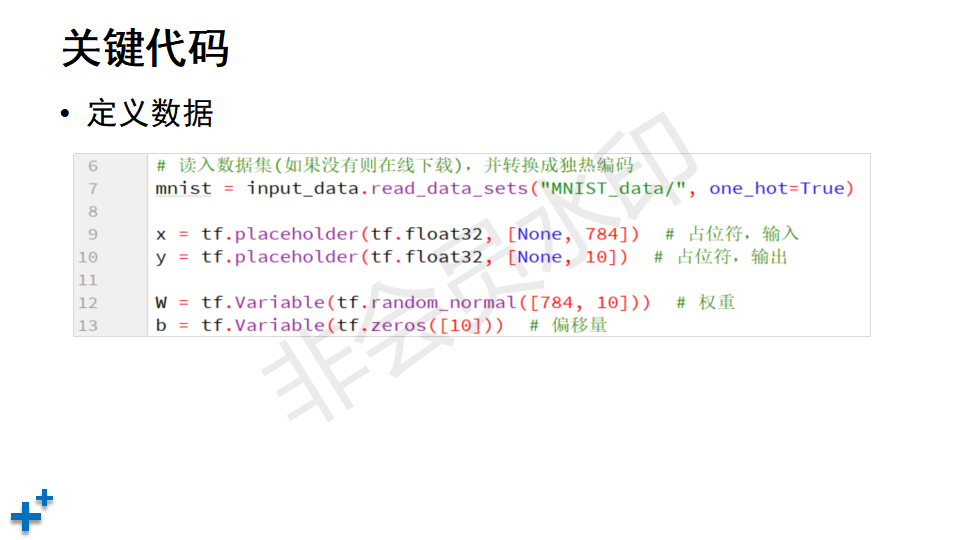 关键代码
• 定义数据
6 # 读入数据集(如果没有则在线下载)，并转换成独热编码
7 mnist = input_data.read_data_sets("MNIST_data/", one_hot=True)
8
9 x = tf.placeholder(tf.float32, [None, 784]) # 占位符，输入
10 y = tf.placeholder(tf.float32, [None, 10]) # 占位符，输出
11
12 W = tf.Variable(tf.random_normal([784, 10])) # 权重
13 b = tf.Variable(tf.zeros([10])) # 偏移量
非会员水印